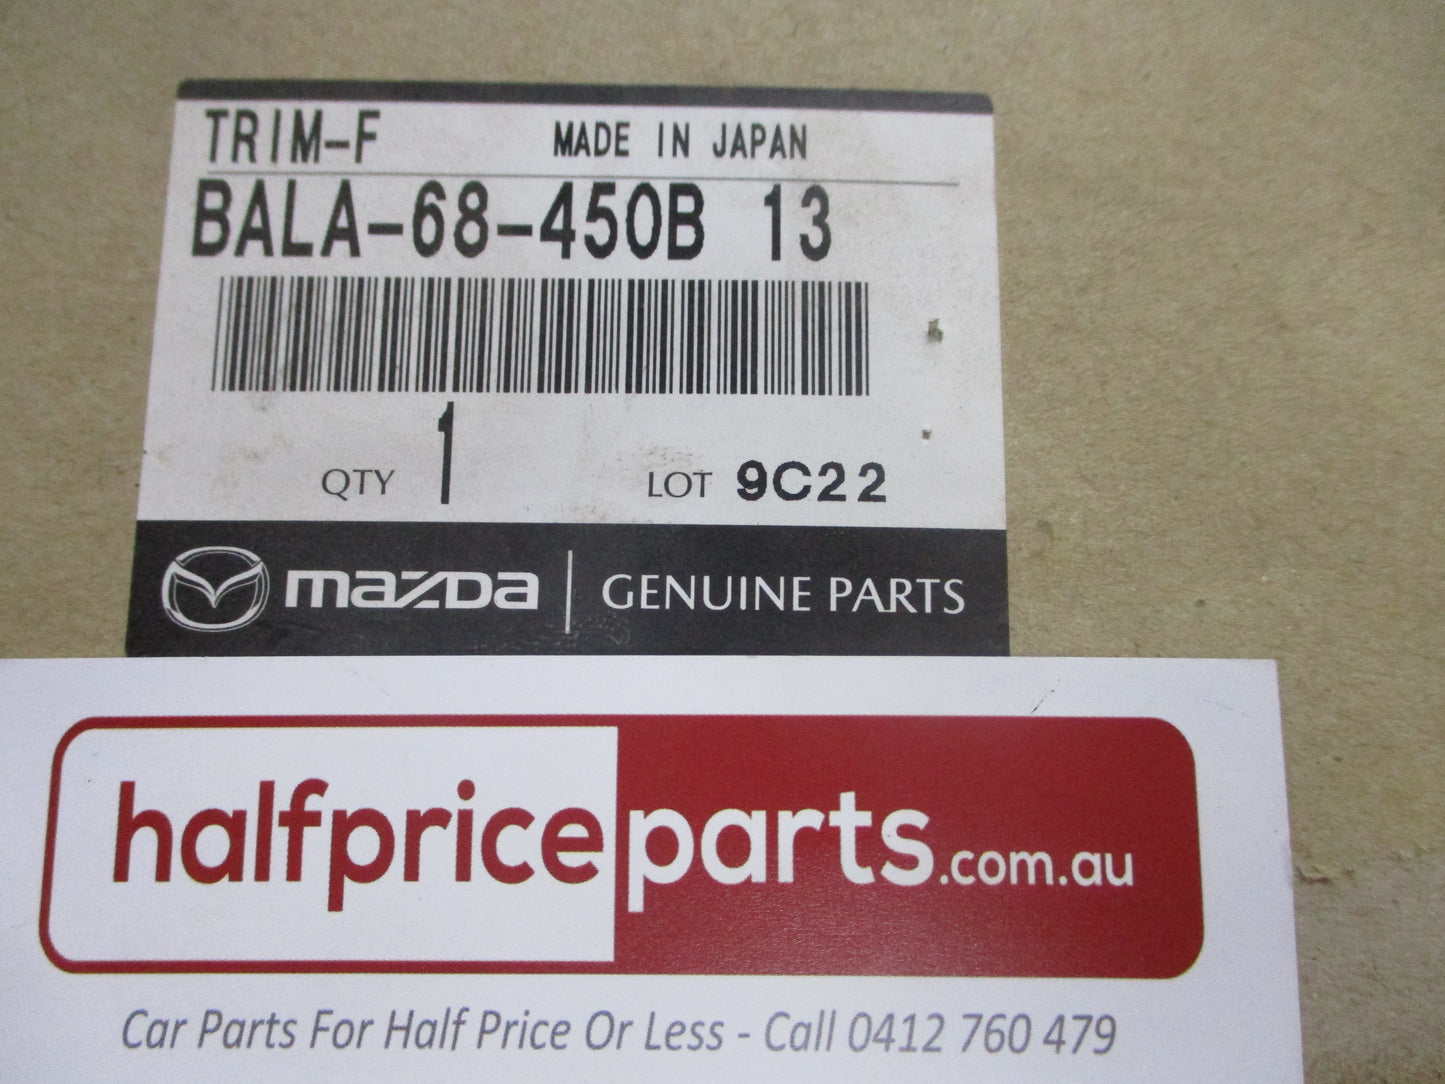 TRIM-F MADE IN JAPAN
BALA-68-450B 13
QTY 1 LOT 9C22
mazda GENUINE PARTS
halfpriceparts.com.au
Car Parts For Half Price Or Less - Call 0412 760 479